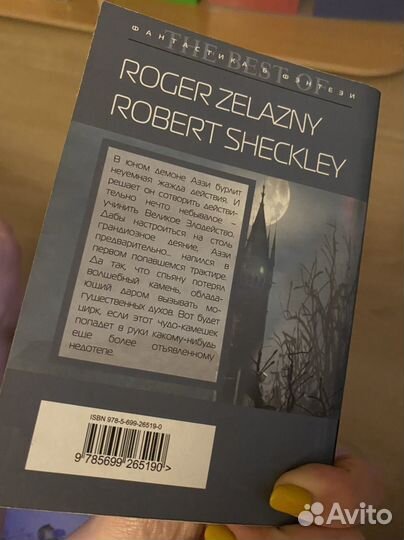 THE BEST OF
ФАНТАСТИКА & ФЭНТЕЗИ
ROGER ZELAZNY
ROBERT SHECKLEY
В юном демоне Аззи бурлит
неуемная жажда действия. И
решает он сотворить действи-
тельно нечто небывалое –
учинить Великое Злодейство.
Дабы настроиться на столь
грандиозное деяние, Аззи
предварительно... напился в
первом попавшемся трактире.
Да так, что спьяну потерял
волшебный камень, облада-
ющий даром вызывать мо-
гущественных духов. Вот будет
цирк, если этот чудо-камешек
попадет в руки какому-нибудь
еще более отъявленному
недотепе.
ISBN 978-5-699-26519-0
9 785699 265190 >
Avito